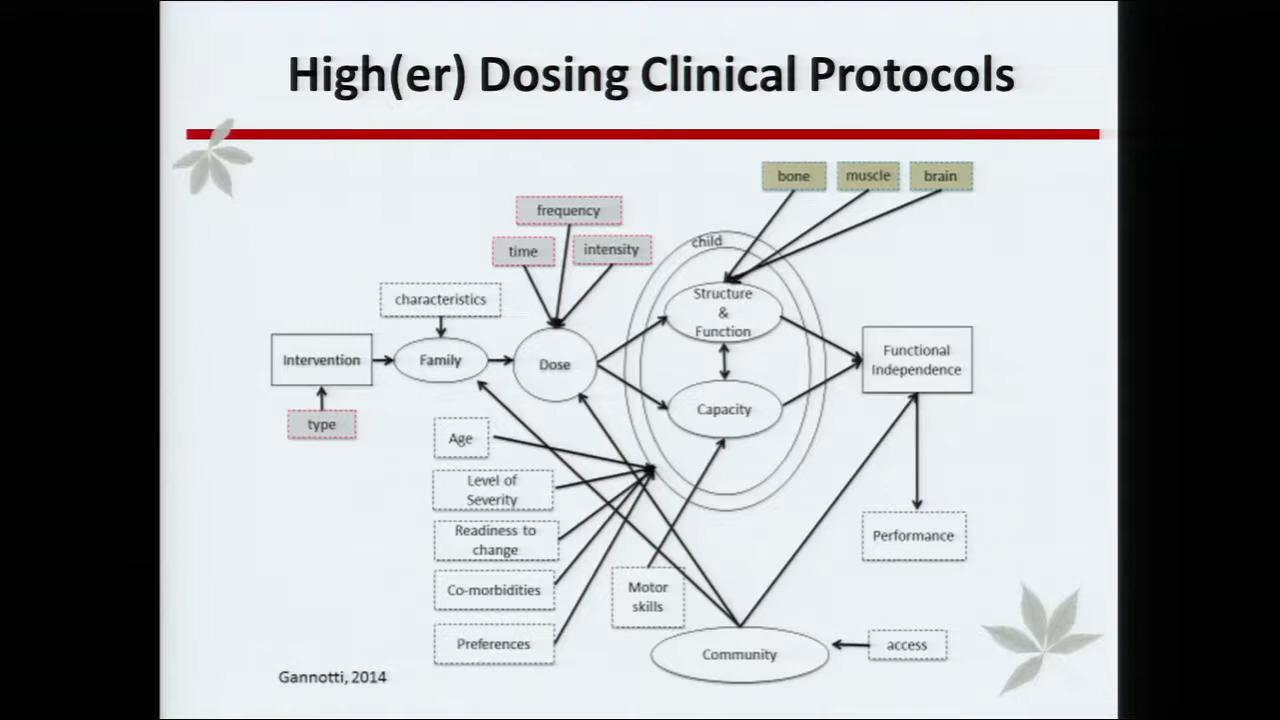 High(er) Dosing Clinical Protocols
bone
muscle
brain
frequency
time
intensity
child
characteristics
Structure
&
Function
Intervention
Family
Dose
Functional
Independence
Capacity
type
Age
Level of
Severity
Readiness to
change
Performance
Co-morbidities
Motor
skills
Preferences
Community
access
Gannotti, 2014